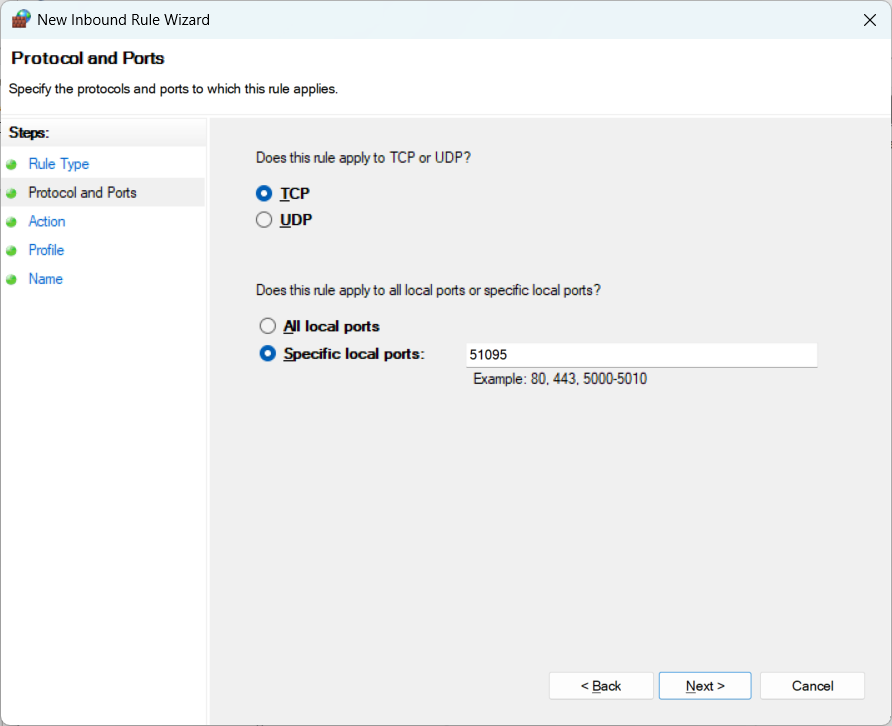 New Inbound Rule Wizard
Protocol and Ports
Specify the protocols and ports to which this rule applies.
Steps:
Rule Type
Protocol and Ports
Action
Profile
Name
Does this rule apply to TCP or UDP?
TCP
UDP
Does this rule apply to all local ports or specific local ports?
All local ports
Specific local ports: 51095
Example: 80, 443, 5000-5010
< Back Next > Cancel